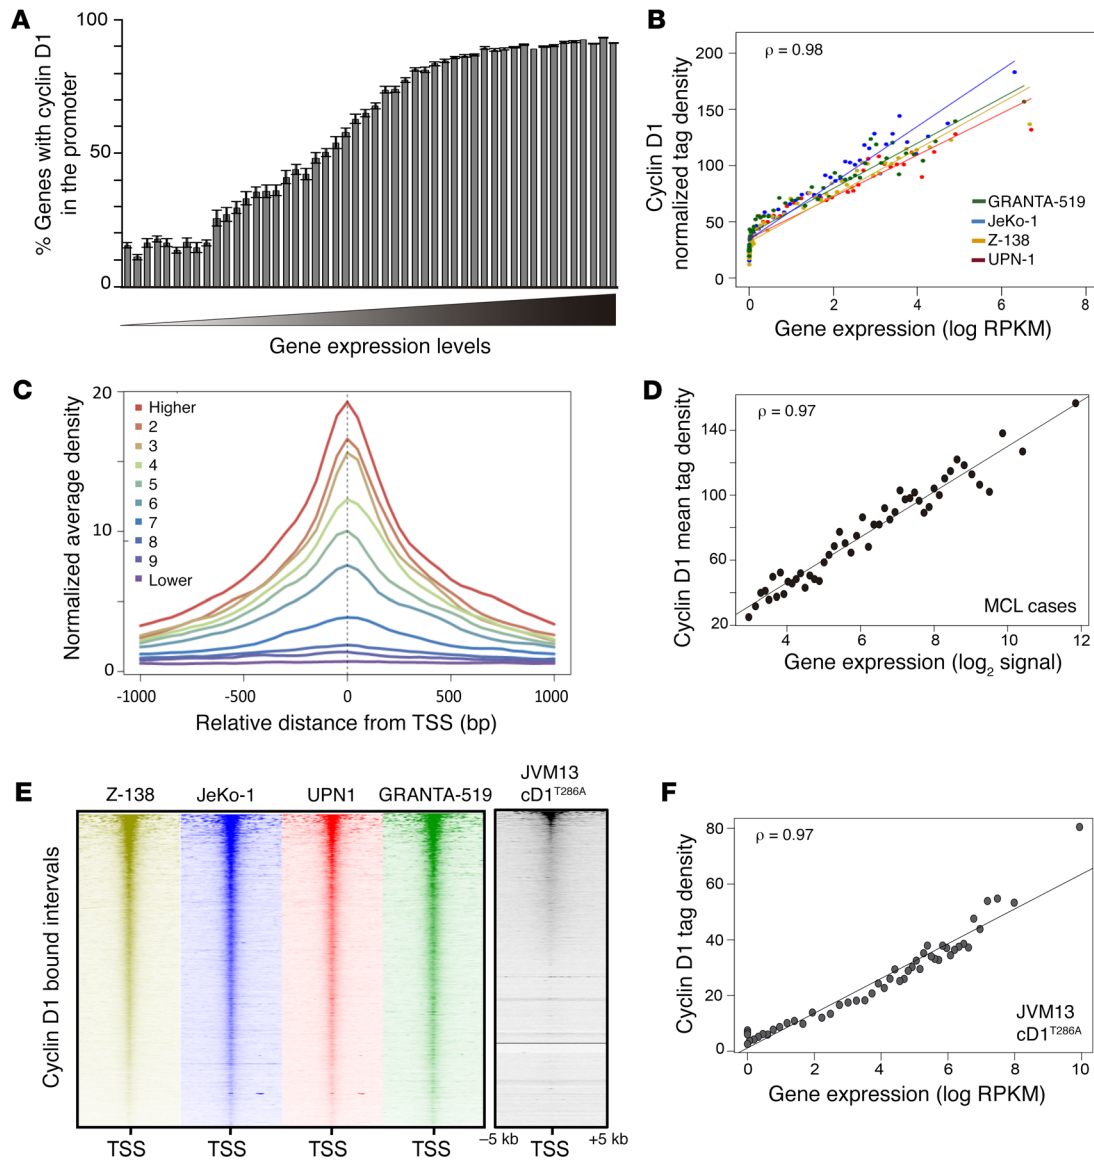 A
% Genes with cyclin D1
in the promoter
100
50
0
Gene expression levels
B
Cyclin D1
normalized tag density
200
150
100
50
0
ρ = 0.98
GRANTA-519
JeKo-1
Z-138
UPN-1
0 2 4 6 8
Gene expression (log RPKM)
C
Normalized average density
20
10
0
Higher
2
3
4
5
6
7
8
9
Lower
-1000 -500 0 500 1000
Relative distance from TSS (bp)
D
Cyclin D1 mean tag density
140
100
60
20
ρ = 0.97
MCL cases
4 6 8 10 12
Gene expression (log2 signal)
E
Cyclin D1 bound intervals
Z-138 JeKo-1 UPN1 GRANTA-519
JVM13
cD1T286A
TSS TSS TSS TSS
–5 kb TSS +5 kb
F
Cyclin D1 tag density
80
60
40
20
0
ρ = 0.97
JVM13
cD1T286A
0 2 4 6 8 10
Gene expression (log RPKM)